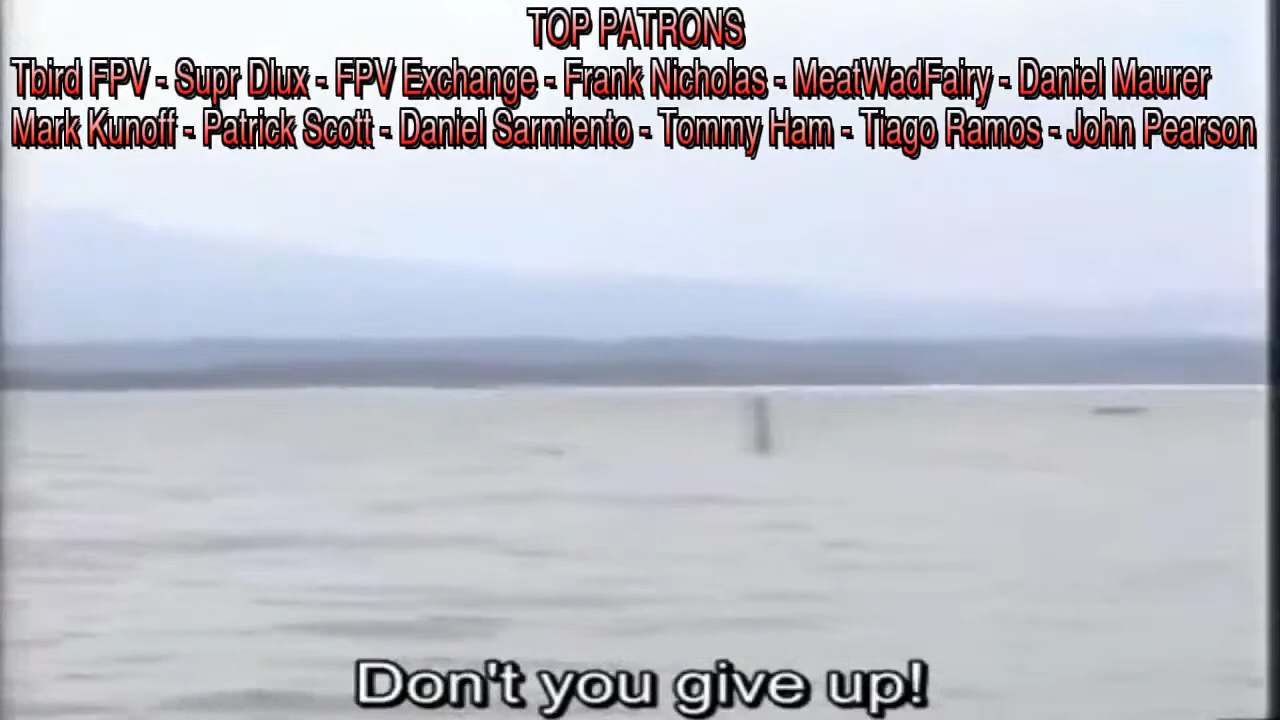 TOP PATRONS
Tbird FPV - Supr Dlux - FPV Exchange - Frank Nicholas - MeatWadFairy - Daniel Maurer
Mark Kunoff - Patrick Scott - Daniel Sarmiento - Tommy Ham - Tiago Ramos - John Pearson
Don't you give up!